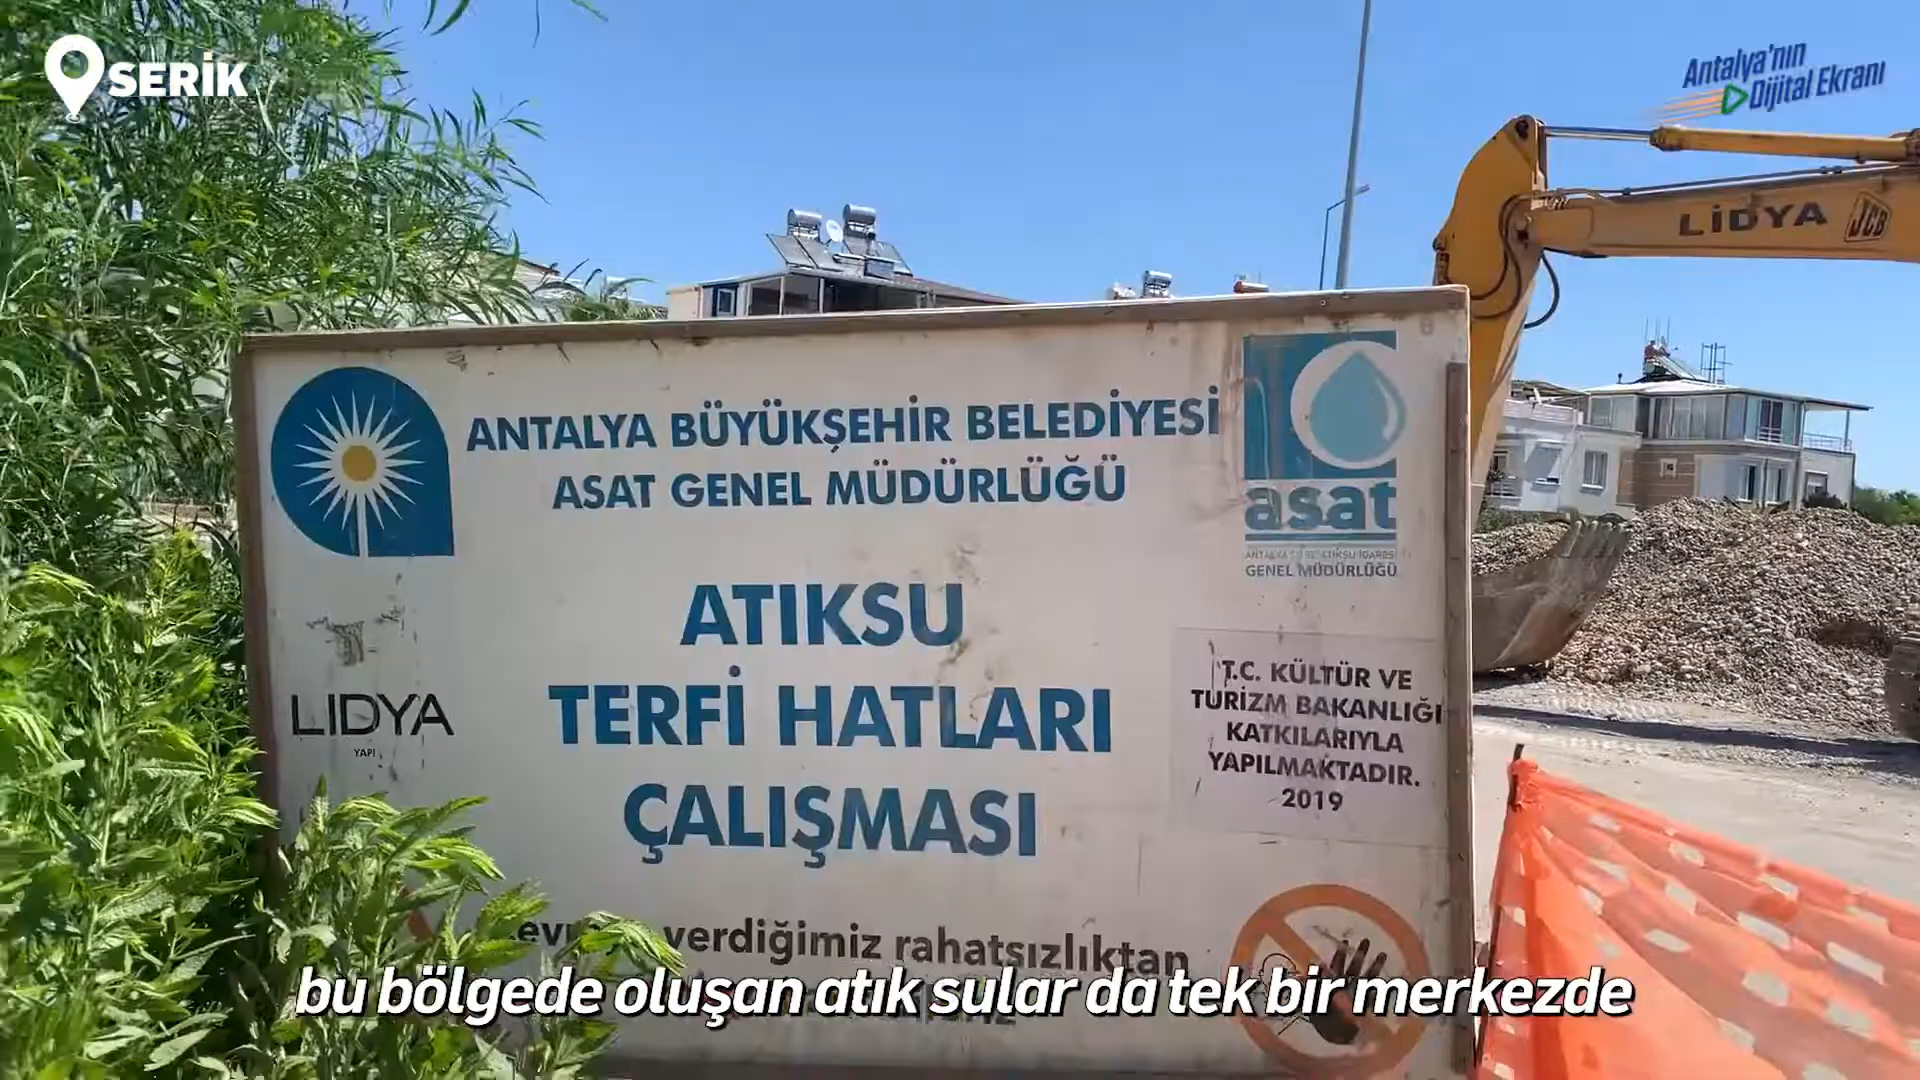 SERİK
Antalya'nın
Dijital Ekranı
LİDYA JCB
ANTALYA BÜYÜKŞEHİR BELEDİYESİ
ASAT GENEL MÜDÜRLÜĞÜ
asat
GENEL MÜDÜRLÜĞÜ
ATIKSU
TERFİ HATLARI
ÇALIŞMASI
LIDYA
YAPI
T.C. KÜLTÜR VE
TURİZM BAKANLIĞI
KATKILARIYLA
YAPILMAKTADIR.
2019
verdiğimiz rahatsızlıktan
bu bölgede oluşan atık sular da tek bir merkezde